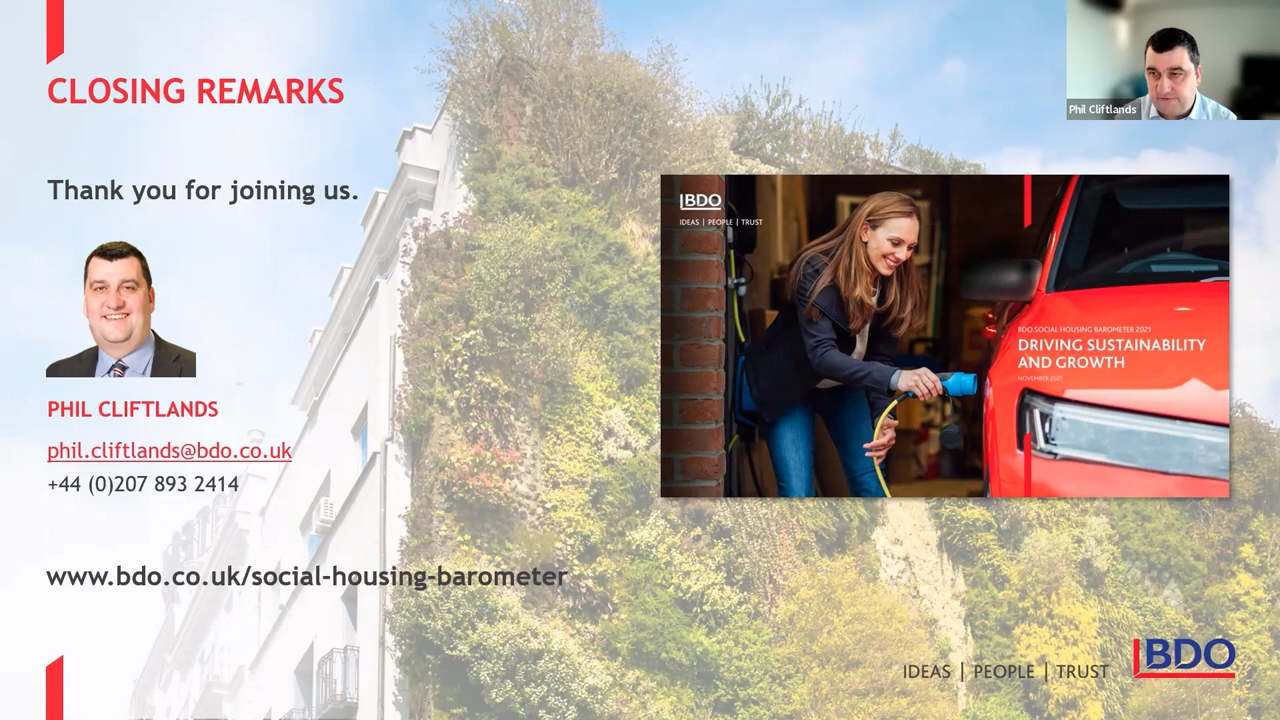 CLOSING REMARKS
Thank you for joining us.
PHIL CLIFTLANDS
phil.cliftlands@bdo.co.uk
+44 (0)207 893 2414
www.bdo.co.uk/social-housing-barometer
Phil Cliftlands
BDO
IDEAS | PEOPLE | TRUST
BDO SOCIAL HOUSING BAROMETER 2021
DRIVING SUSTAINABILITY
AND GROWTH
NOVEMBER 2021
IDEAS | PEOPLE | TRUST
BDO